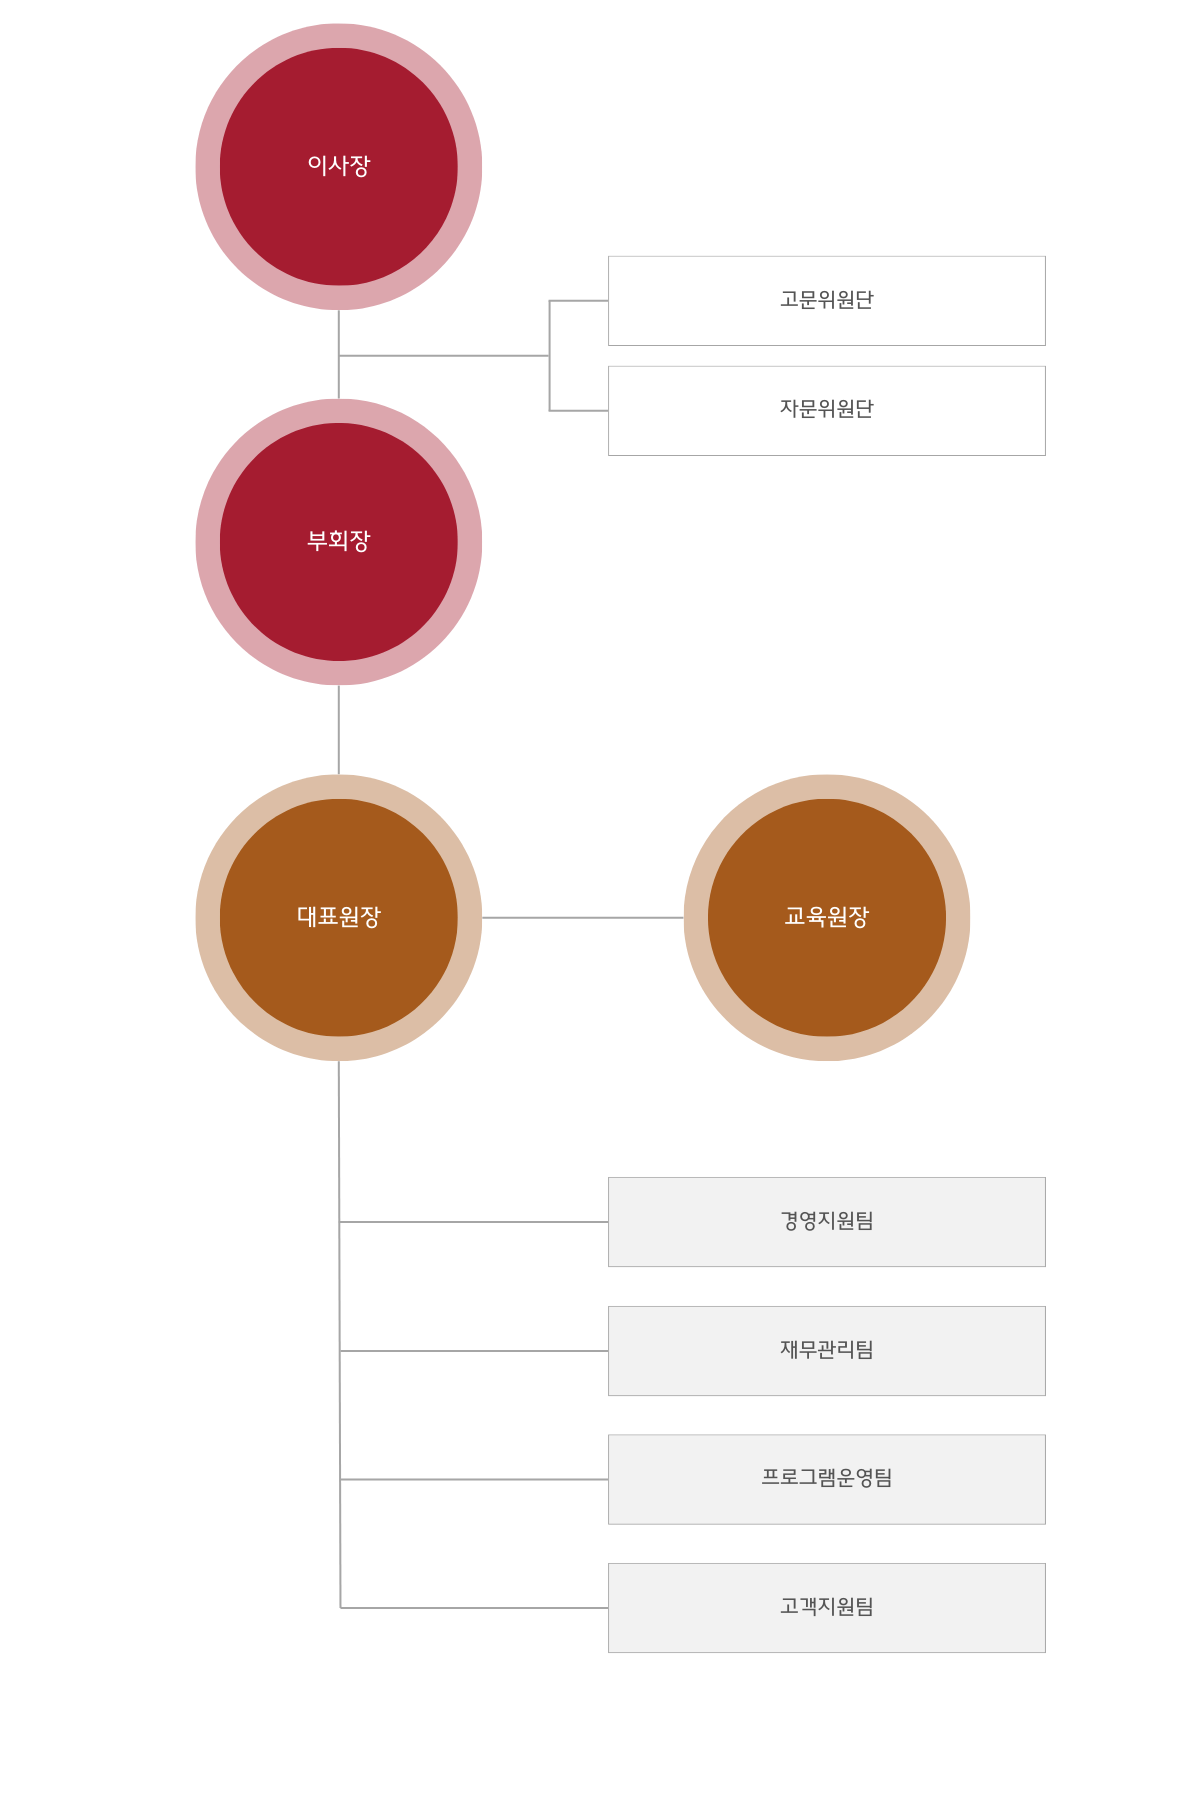 이사장
고문위원단
자문위원단
부회장
대표원장
교육원장
경영지원팀
재무관리팀
프로그램운영팀
고객지원팀